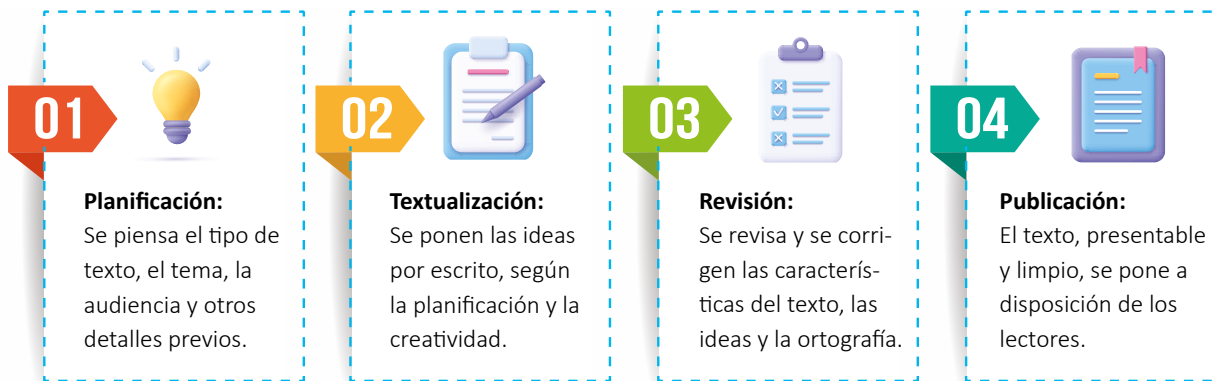 01
Planificación:
Se piensa el tipo de
texto, el tema, la
audiencia y otros
detalles previos.
02
Textualización:
Se ponen las ideas
por escrito, según
la planificación y la
creatividad.
03
Revisión:
Se revisa y se corri-
gen las caracterís-
ticas del texto, las
ideas y la ortografía.
04
Publicación:
El texto, presentable
y limpio, se pone a
disposición de los
lectores.